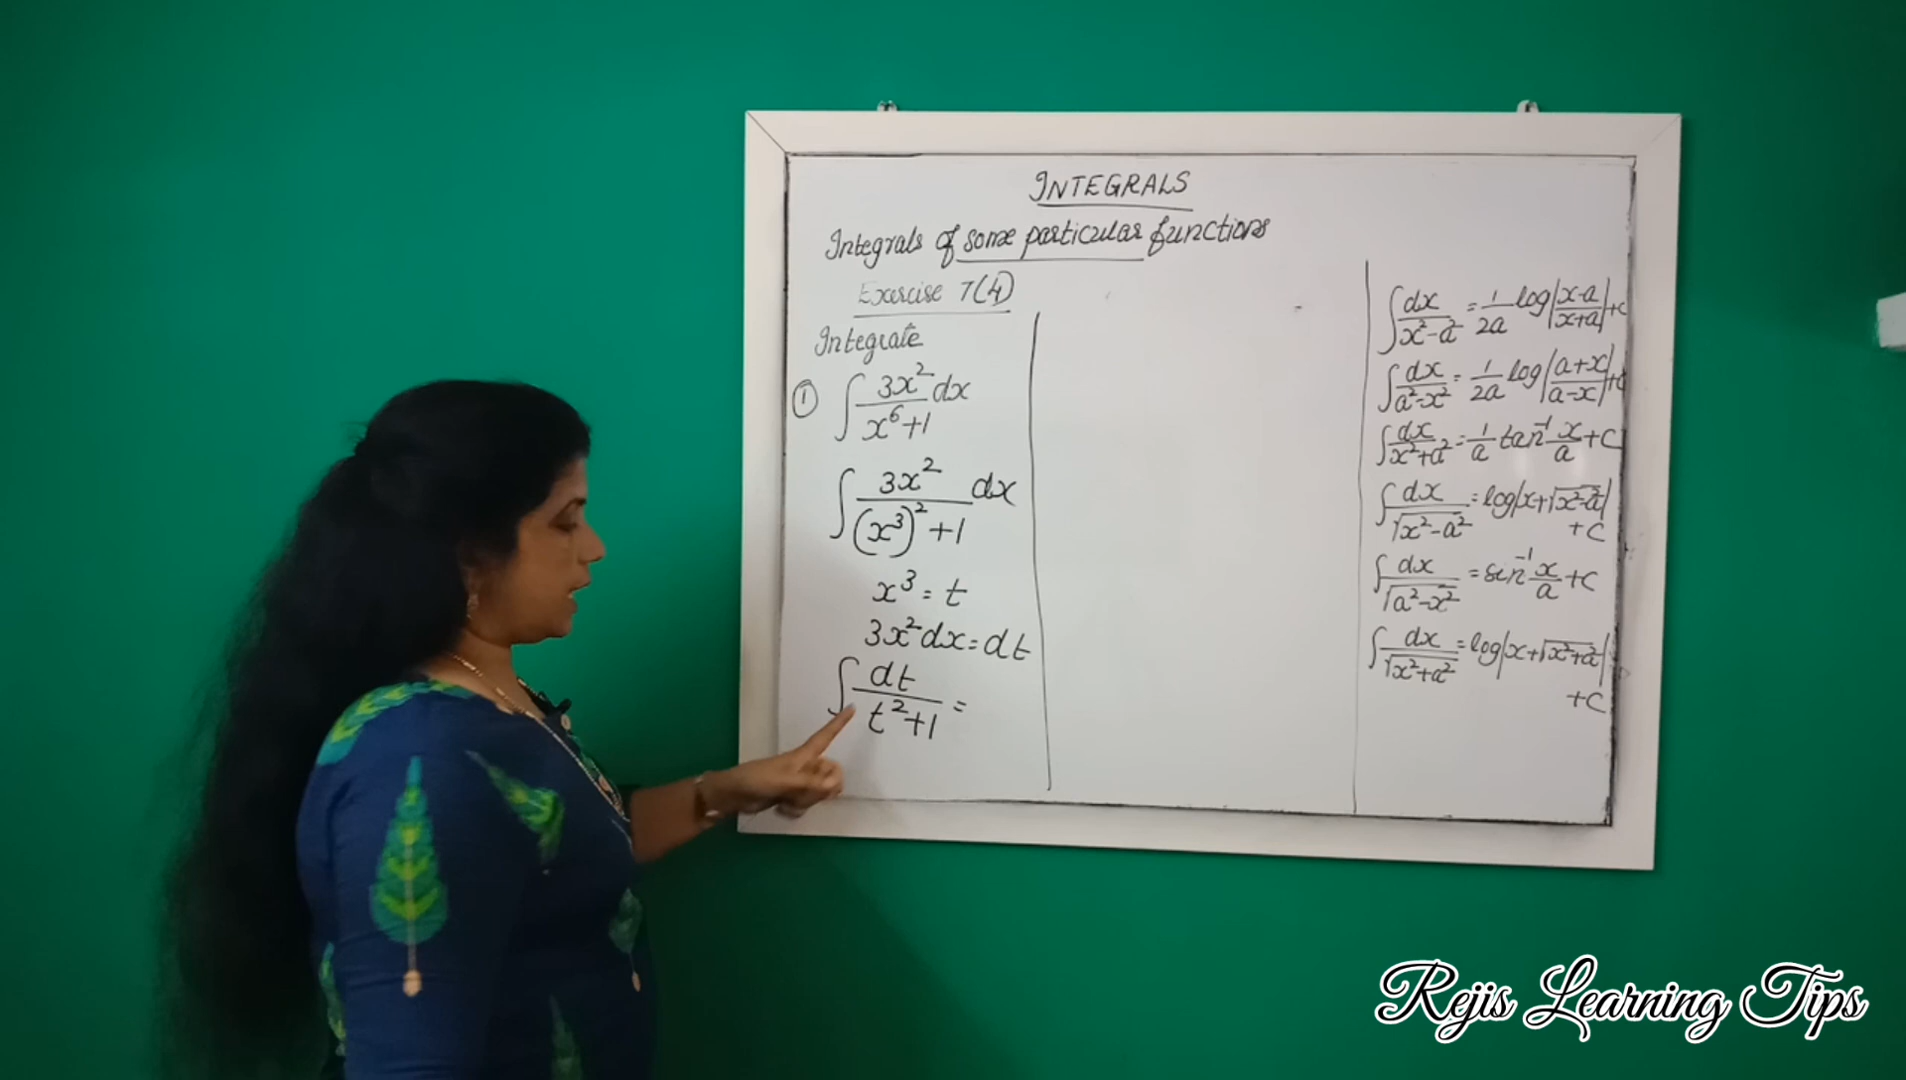 INTEGRALS
Integrals of some particular functions
Exercise 7(4)
Integrate
① ∫ 3x²/(x⁶+1) dx
∫ 3x²/((x³)²+1) dx
x³ = t
3x²dx = dt
∫ dt/(t²+1) =
∫ dx/(x²-a²) = 1/2a log|(x-a)/(x+a)|+c
∫ dx/(a²-x²) = 1/2a log|(a+x)/(a-x)|+c
∫ dx/(x²+a²) = 1/a tan⁻¹ x/a + c
∫ dx/√(x²-a²) = log|x+√(x²-a²)|
+c
∫ dx/√(a²-x²) = sin⁻¹ x/a + c
∫ dx/√(x²+a²) = log|x+√(x²+a²)|
+c
Rejis Learning Tips